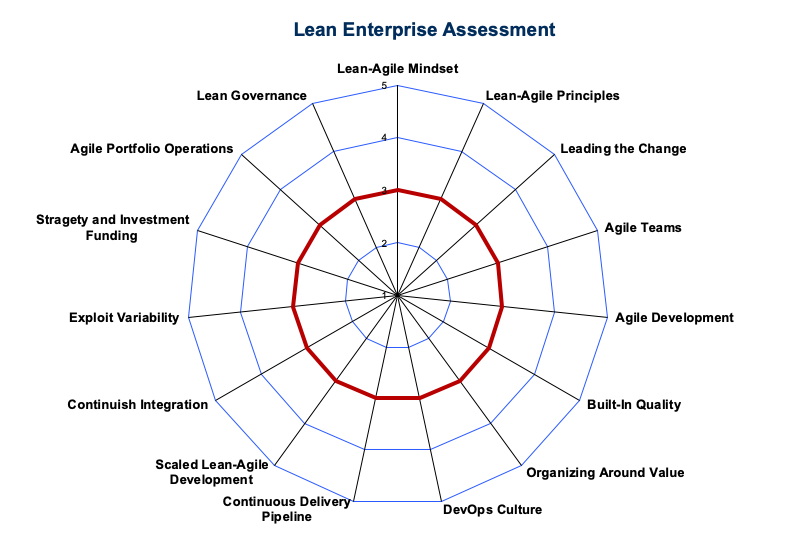 Lean Enterprise Assessment
Lean-Agile Mindset
5
Lean Governance
Lean-Agile Principles
4
Agile Portfolio Operations
Leading the Change
3
Stragety and Investment
Funding
Agile Teams
2
1
Exploit Variability
Agile Development
Continuish Integration
Built-In Quality
Scaled Lean-Agile
Development
Organizing Around Value
Continuous Delivery
Pipeline
DevOps Culture